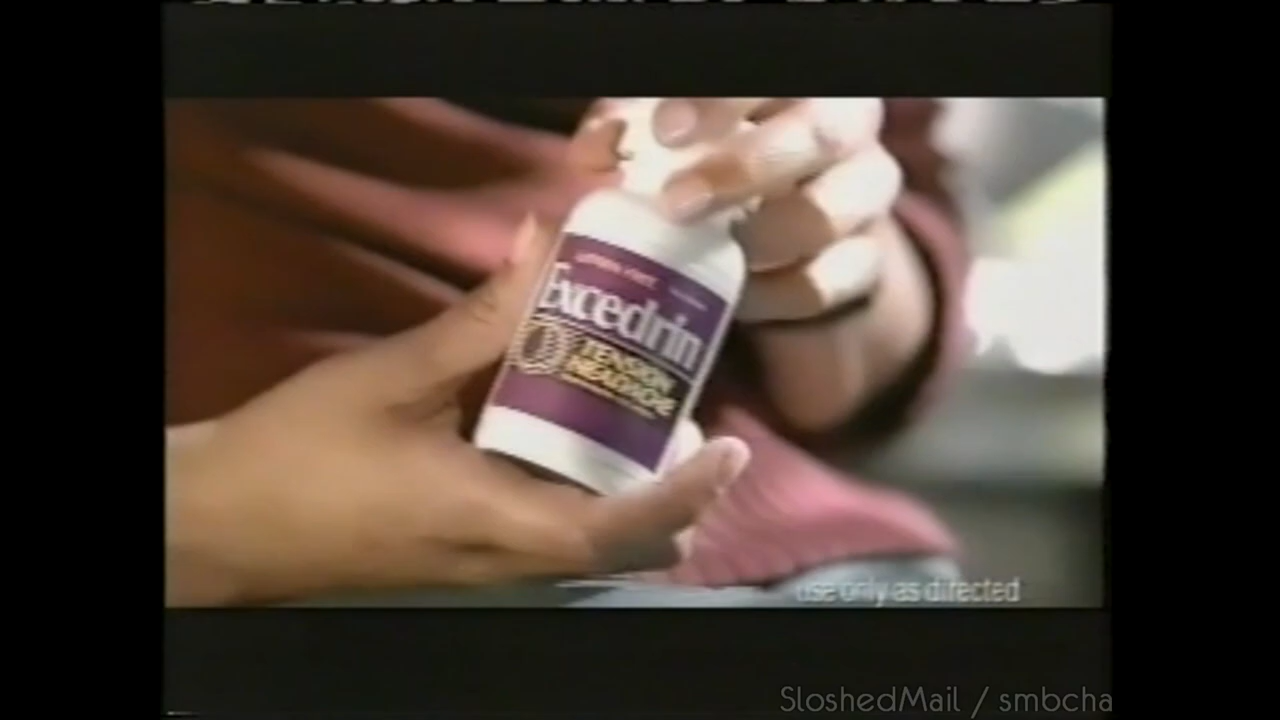 Excedrin
TENSION
HEADACHE
use only as directed
SloshedMail / smbcha